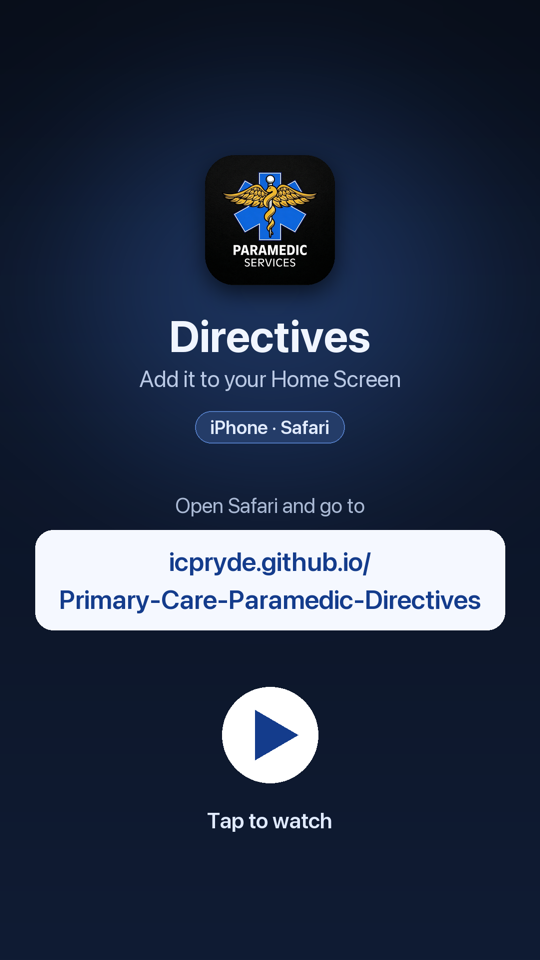 PARAMEDIC
SERVICES
Directives
Add it to your Home Screen
iPhone · Safari
Open Safari and go to
icpryde.github.io/
Primary-Care-Paramedic-Directives
Tap to watch